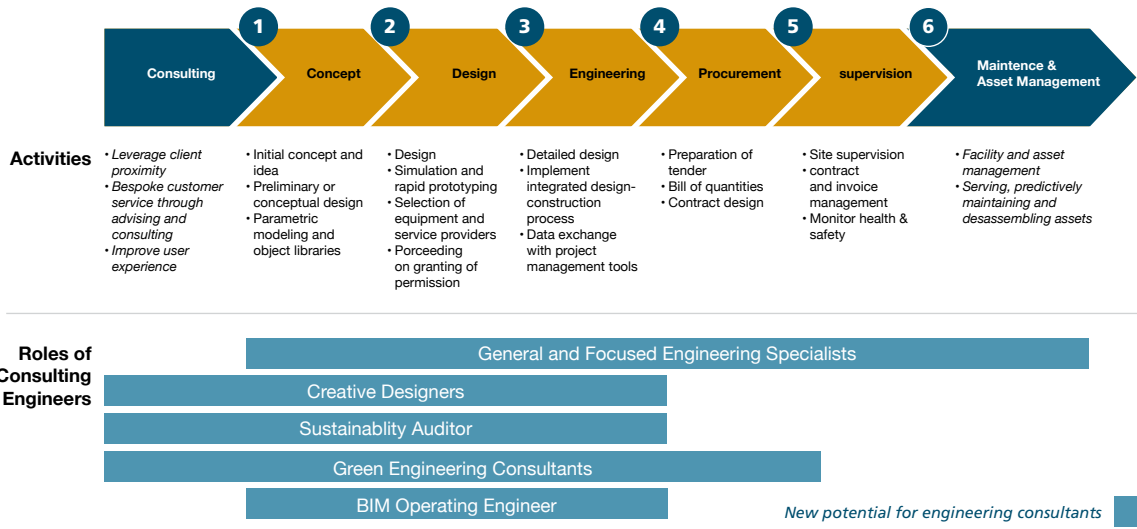 1
2
3
4
5
6
Consulting
Concept
Design
Engineering
Procurement
supervision
Maintence &
Asset Management
Activities
• Leverage client
proximity
• Bespoke customer
service through
advising and
consulting
• Improve user
experience
• Initial concept and
idea
• Preliminary or
conceptual design
• Parametric
modeling and
object libraries
• Design
• Simulation and
rapid prototyping
• Selection of
equipment and
service providers
• Porceeding
on granting of
permission
• Detailed design
• Implement
integrated design-
construction
process
• Data exchange
with project
management tools
• Preparation of
tender
• Bill of quantities
• Contract design
• Site supervision
• contract
and invoice
management
• Monitor health &
safety
• Facility and asset
management
• Serving, predictively
maintaining and
desassembling assets
Roles of
Consulting
Engineers
General and Focused Engineering Specialists
Creative Designers
Sustainablity Auditor
Green Engineering Consultants
BIM Operating Engineer
New potential for engineering consultants